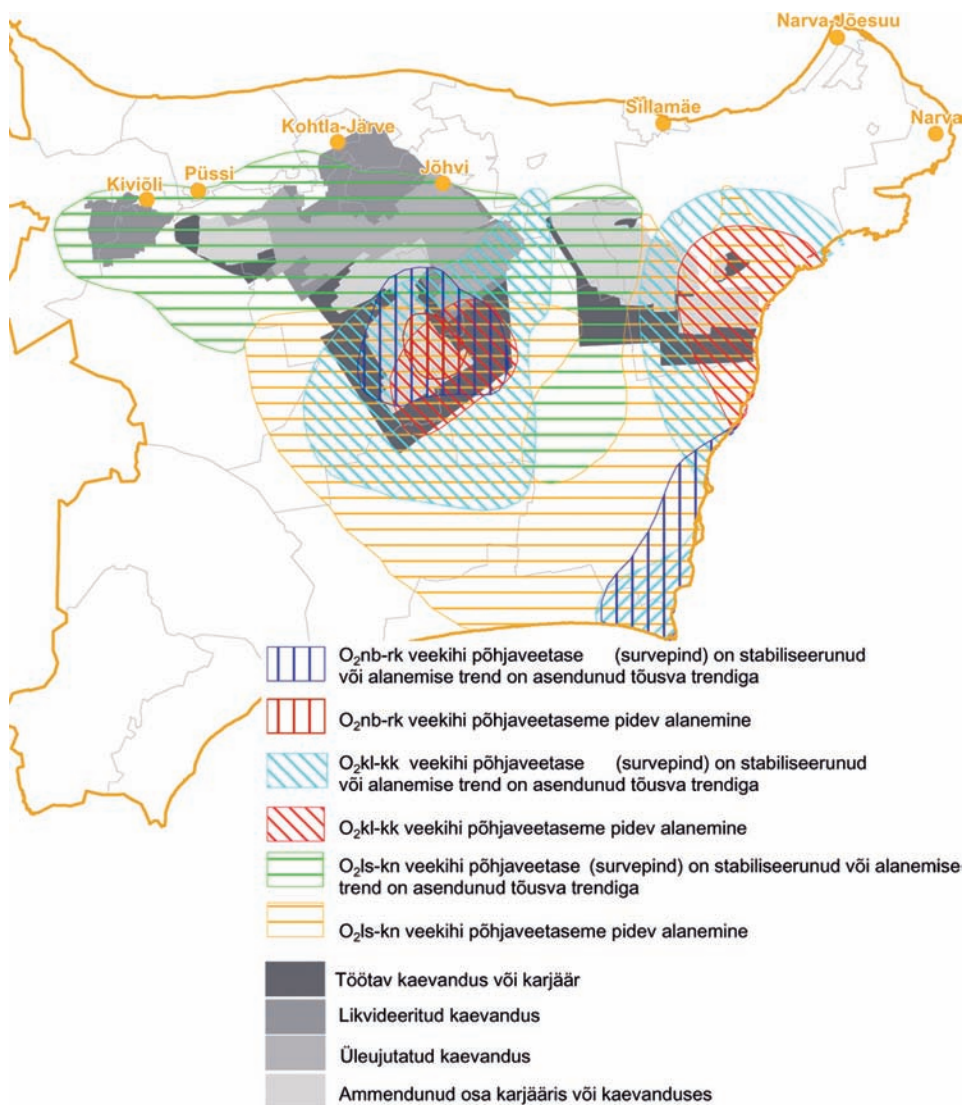 Narva-Jõesuu
Sillamäe
Narva
Kohtla-Järve
Jõhvi
Püssi
Kiviõli
O₂nb-rk veekihi põhjaveetase (survepind) on stabiliseerunud
või alanemise trend on asendunud tõusva trendiga
O₂nb-rk veekihi põhjaveetaseme pidev alanemine
O₂kl-kk veekihi põhjaveetase (survepind) on stabiliseerunud
või alanemise trend on asendunud tõusva trendiga
O₂kl-kk veekihi põhjaveetaseme pidev alanemine
O₂ls-kn veekihi põhjaveetase (survepind) on stabiliseerunud või alanemise
trend on asendunud tõusva trendiga
O₂ls-kn veekihi põhjaveetaseme pidev alanemine
Töötav kaevandus või karjäär
Likvideeritud kaevandus
Üleujutatud kaevandus
Ammendunud osa karjääris või kaevanduses